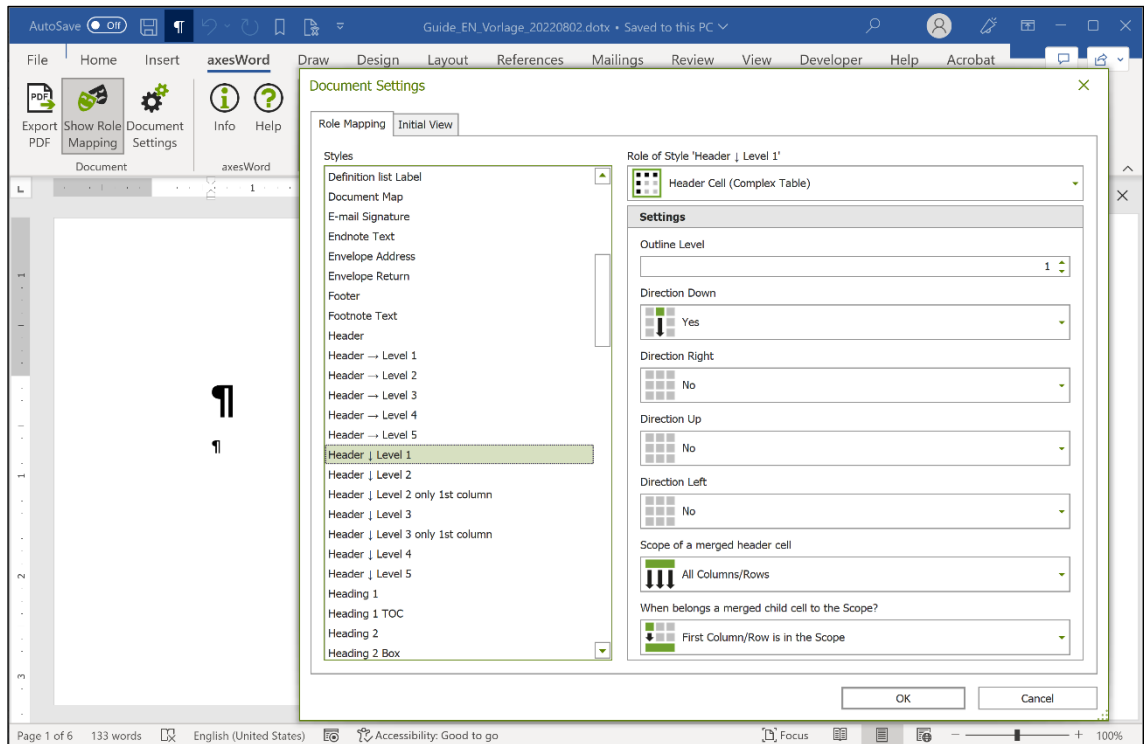 AutoSave Off Guide_EN_Vorlage_20220802.dotx • Saved to this PC
File Home Insert axesWord Draw Design Layout References Mailings Review View Developer Help Acrobat
PDF
Export PDF
Show Role Mapping
Document Settings
Info
Help
Document
axesWord
L
1
1
1
2
3
¶
¶
Document Settings
Role Mapping Initial View
Styles
Definition list Label
Document Map
E-mail Signature
Endnote Text
Envelope Address
Envelope Return
Footer
Footnote Text
Header
Header → Level 1
Header → Level 2
Header → Level 3
Header → Level 4
Header → Level 5
Header ↓ Level 1
Header ↓ Level 2
Header ↓ Level 2 only 1st column
Header ↓ Level 3
Header ↓ Level 3 only 1st column
Header ↓ Level 4
Header ↓ Level 5
Heading 1
Heading 1 TOC
Heading 2
Heading 2 Box
Role of Style 'Header ↓ Level 1'
Header Cell (Complex Table)
Settings
Outline Level
1
Direction Down
Yes
Direction Right
No
Direction Up
No
Direction Left
No
Scope of a merged header cell
All Columns/Rows
When belongs a merged child cell to the Scope?
First Column/Row is in the Scope
OK Cancel
Page 1 of 6 133 words English (United States) Accessibility: Good to go Focus 100%